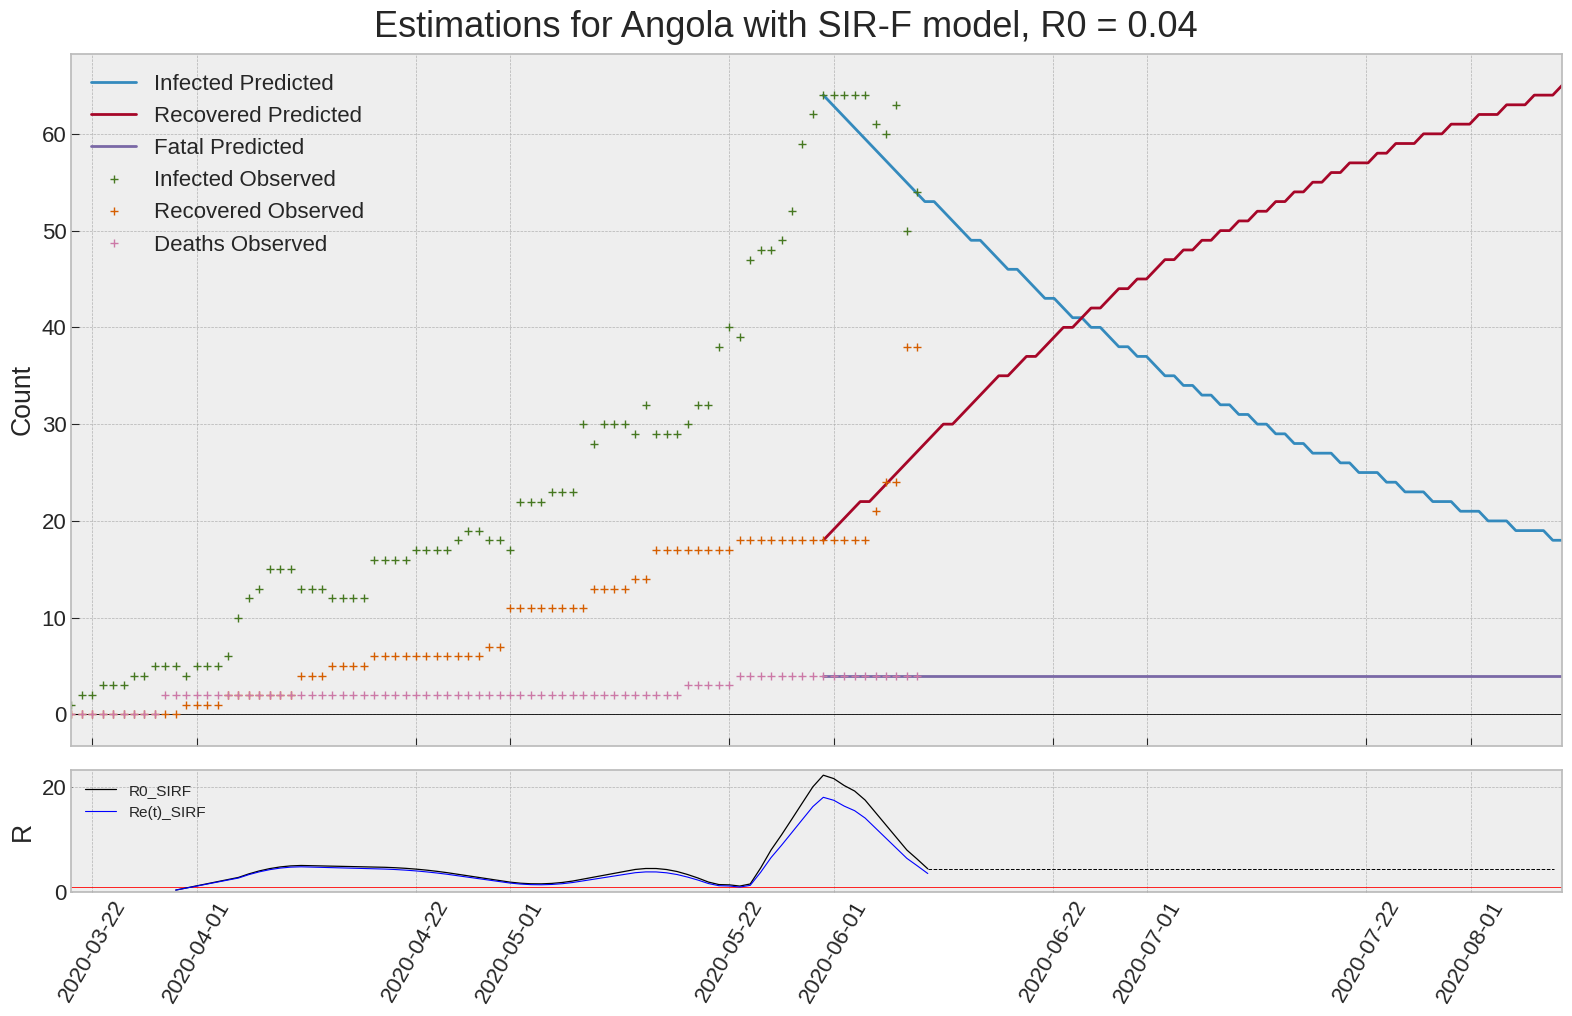 Estimations for Angola with SIR-F model, R0 = 0.04
Infected Predicted
Recovered Predicted
Fatal Predicted
Infected Observed
Recovered Observed
Deaths Observed
60
50
40
30
20
10
0
Count
R0_SIRF
Re(t)_SIRF
20
0
R
2020-03-22
2020-04-01
2020-04-22
2020-05-01
2020-05-22
2020-06-01
2020-06-22
2020-07-01
2020-07-22
2020-08-01